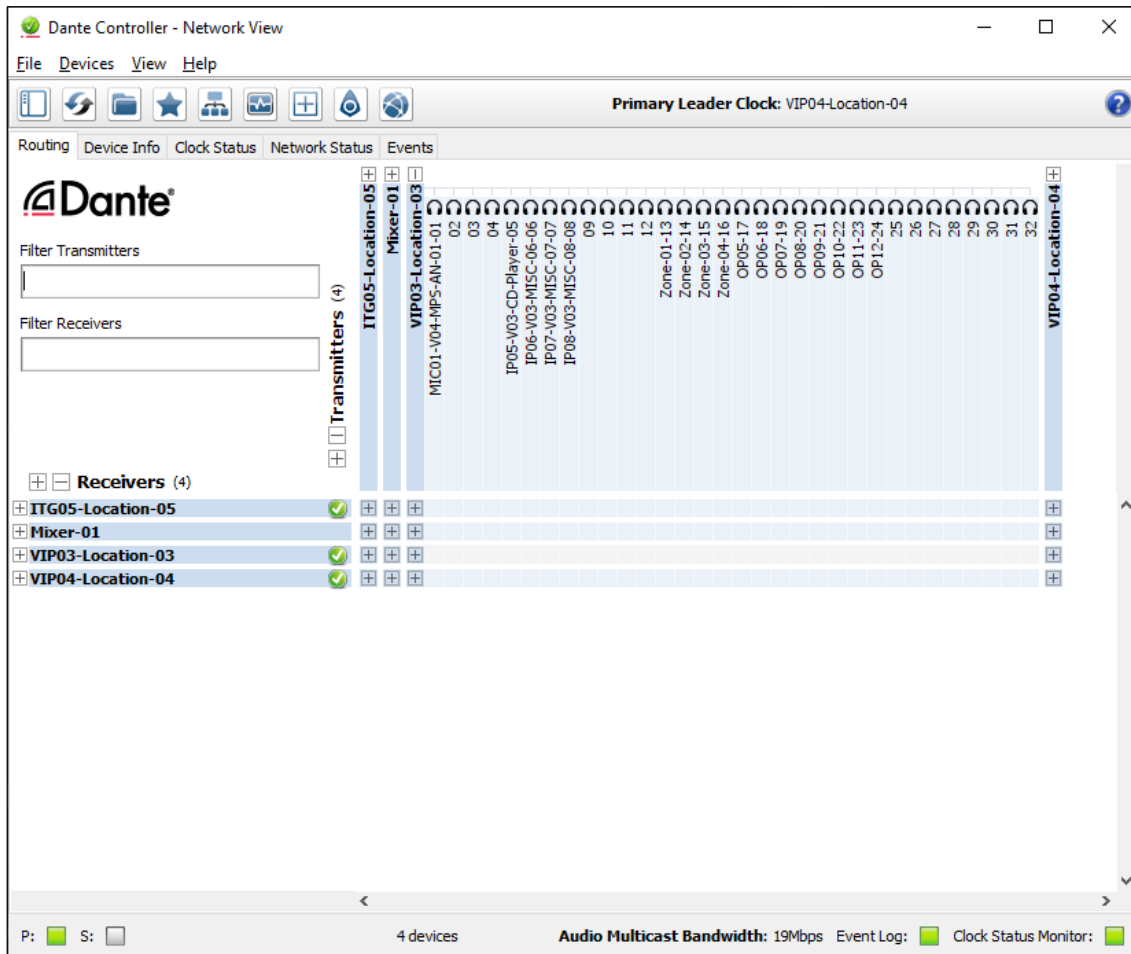 Dante Controller - Network View
File Devices View Help
Primary Leader Clock: VIP04-Location-04
Routing Device Info Clock Status Network Status Events
Dante®
Filter Transmitters
Filter Receivers
Transmitters (4)
ITG05-Location-05
Mixer-01
VIP03-Location-03
MIC01-V04-MPS-AN-01-01
02
03
04
IP05-V03-CD-Player-05
IP06-V03-MISC-06-06
IP07-V03-MISC-07-07
IP08-V03-MISC-08-08
09
10
11
12
Zone-01-13
Zone-02-14
Zone-03-15
Zone-04-16
OP05-17
OP06-18
OP07-19
OP08-20
OP09-21
OP10-22
OP11-23
OP12-24
25
26
27
28
29
30
31
32
VIP04-Location-04
Receivers (4)
ITG05-Location-05
Mixer-01
VIP03-Location-03
VIP04-Location-04
P: S: 4 devices Audio Multicast Bandwidth: 19Mbps Event Log: Clock Status Monitor: